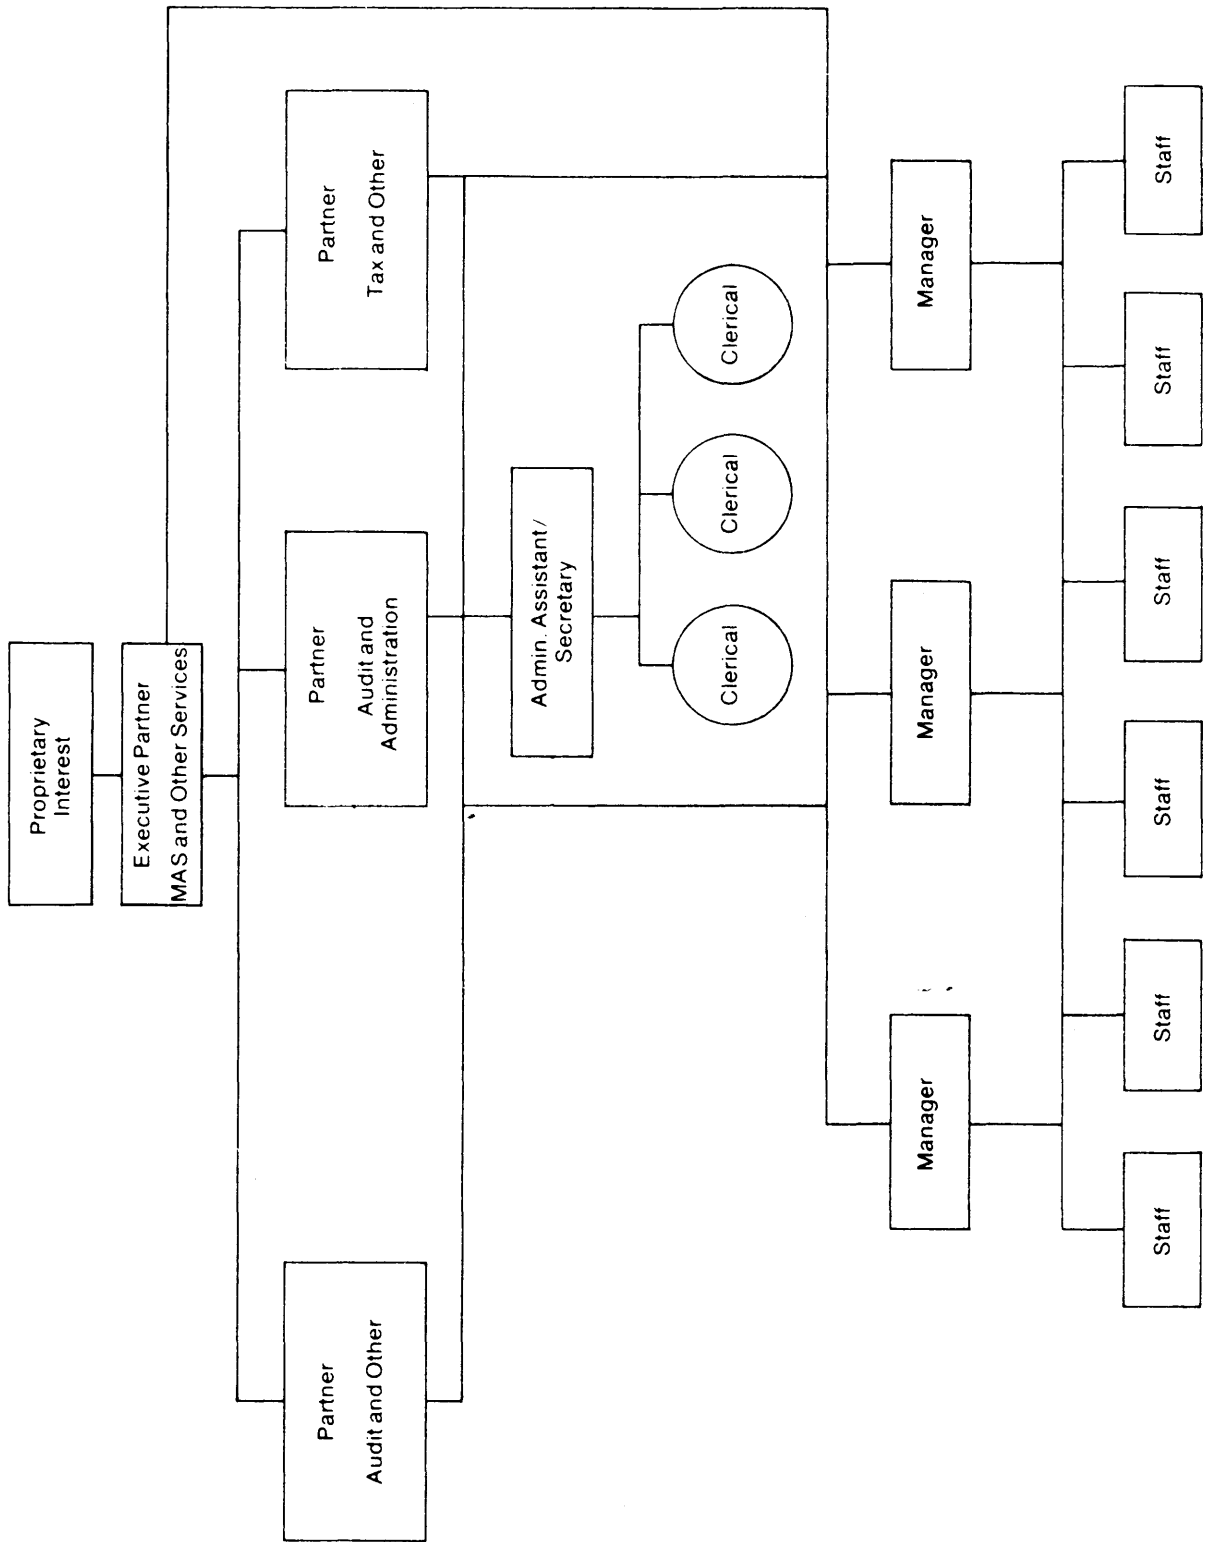 Proprietary
Interest
Executive Partner
MAS and Other Services
Partner
Audit and Other
Partner
Audit and
Administration
Partner
Tax and Other
Admin. Assistant/
Secretary
Clerical
Clerical
Clerical
Manager
Manager
Manager
Staff
Staff
Staff
Staff
Staff
Staff